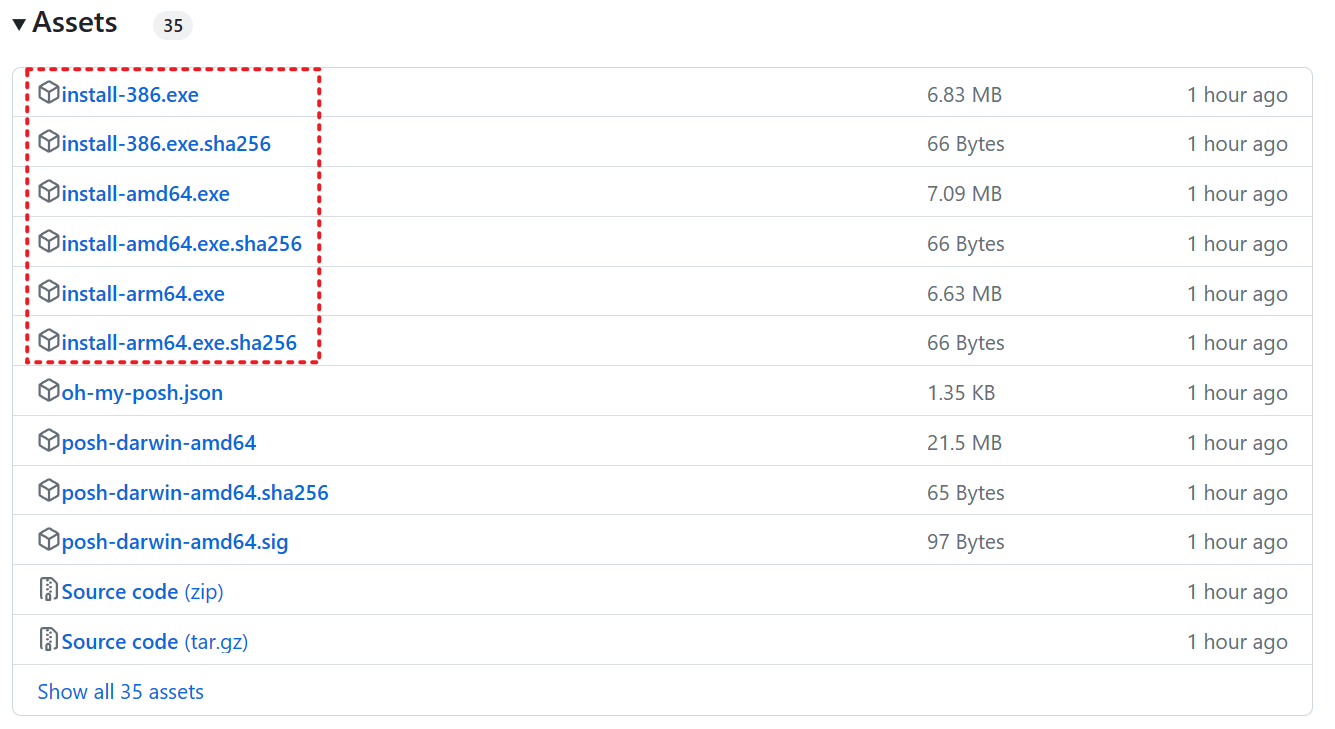 Assets 35
install-386.exe 6.83 MB 1 hour ago
install-386.exe.sha256 66 Bytes 1 hour ago
install-amd64.exe 7.09 MB 1 hour ago
install-amd64.exe.sha256 66 Bytes 1 hour ago
install-arm64.exe 6.63 MB 1 hour ago
install-arm64.exe.sha256 66 Bytes 1 hour ago
oh-my-posh.json 1.35 KB 1 hour ago
posh-darwin-amd64 21.5 MB 1 hour ago
posh-darwin-amd64.sha256 65 Bytes 1 hour ago
posh-darwin-amd64.sig 97 Bytes 1 hour ago
Source code (zip) 1 hour ago
Source code (tar.gz) 1 hour ago
Show all 35 assets